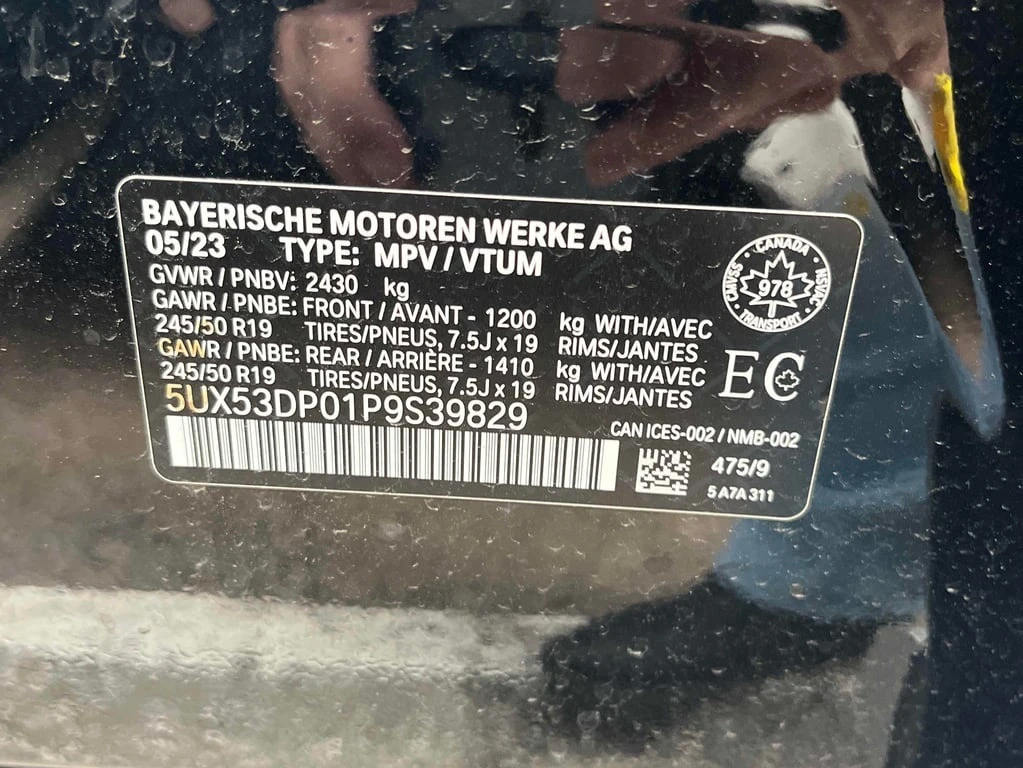 BAYERISCHE MOTOREN WERKE AG
05/23 TYPE: MPV / VTUM
GVWR / PNBV: 2430 kg
GAWR / PNBE: FRONT / AVANT - 1200 kg WITH/AVEC
245/50 R19 TIRES/PNEUS, 7.5J x 19 RIMS/JANTES
GAWR / PNBE: REAR / ARRIÈRE - 1410 kg WITH/AVEC
245/50 R19 TIRES/PNEUS, 7.5J x 19 RIMS/JANTES
5UX53DP01P9S39829
CANADA
CMVSS 978 NSVAC
TRANSPORT
EC
CAN ICES-002 / NMB-002
475/9
5 A7A 311